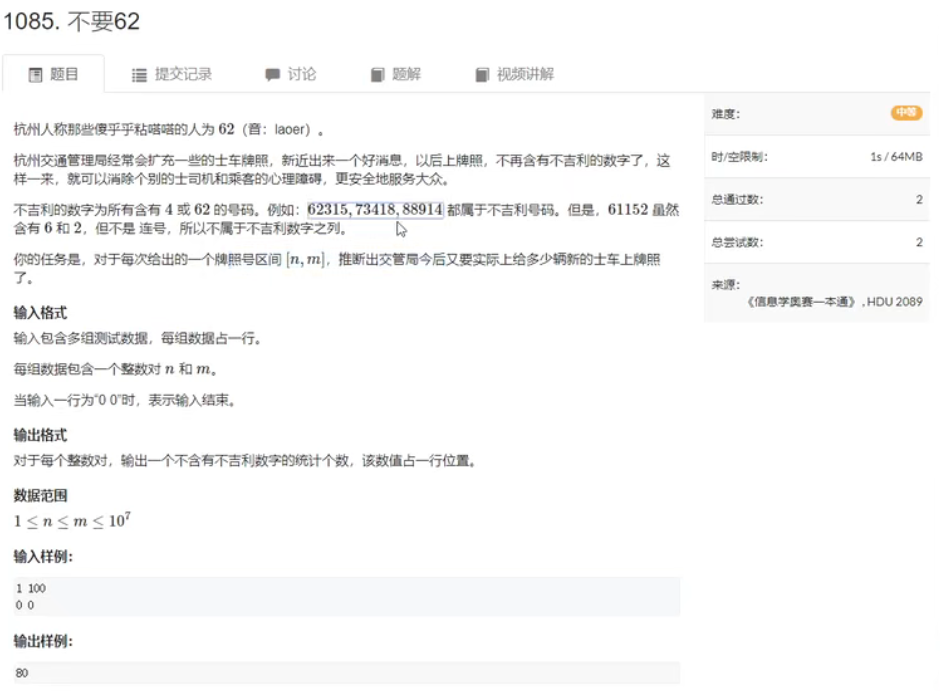 1085. 不要62
题目 提交记录 讨论 题解 视频讲解
杭州人称那些傻乎乎粘嗒嗒的人为 62（音：laoer）。
杭州交通管理局经常会扩充一些的士车牌照，新近出来一个好消息，以后上牌照，不再含有不吉利的数字了，这
样一来，就可以消除个别的士司机和乘客的心理障碍，更安全地服务大众。
不吉利的数字为所有含有 4 或 62 的号码。例如：62315, 73418, 88914 都属于不吉利号码。但是，61152 虽然
含有 6 和 2，但不是 连号，所以不属于不吉利数字之列。
你的任务是，对于每次给出的一个牌照号区间 [n, m]，推断出交管局今后又要实际上给多少辆新的士车上牌照
了。
输入格式
输入包含多组测试数据，每组数据占一行。
每组数据包含一个整数对 n 和 m。
当输入一行为“0 0”时，表示输入结束。
输出格式
对于每个整数对，输出一个不含有不吉利数字的统计个数，该数值占一行位置。
数据范围
1 ≤ n ≤ m ≤ 10^7
输入样例：
1 100
0 0
输出样例：
80
难度： 中等
时/空限制： 1s / 64MB
总通过数： 2
总尝试数： 2
来源：
《信息学奥赛一本通》, HDU 2089